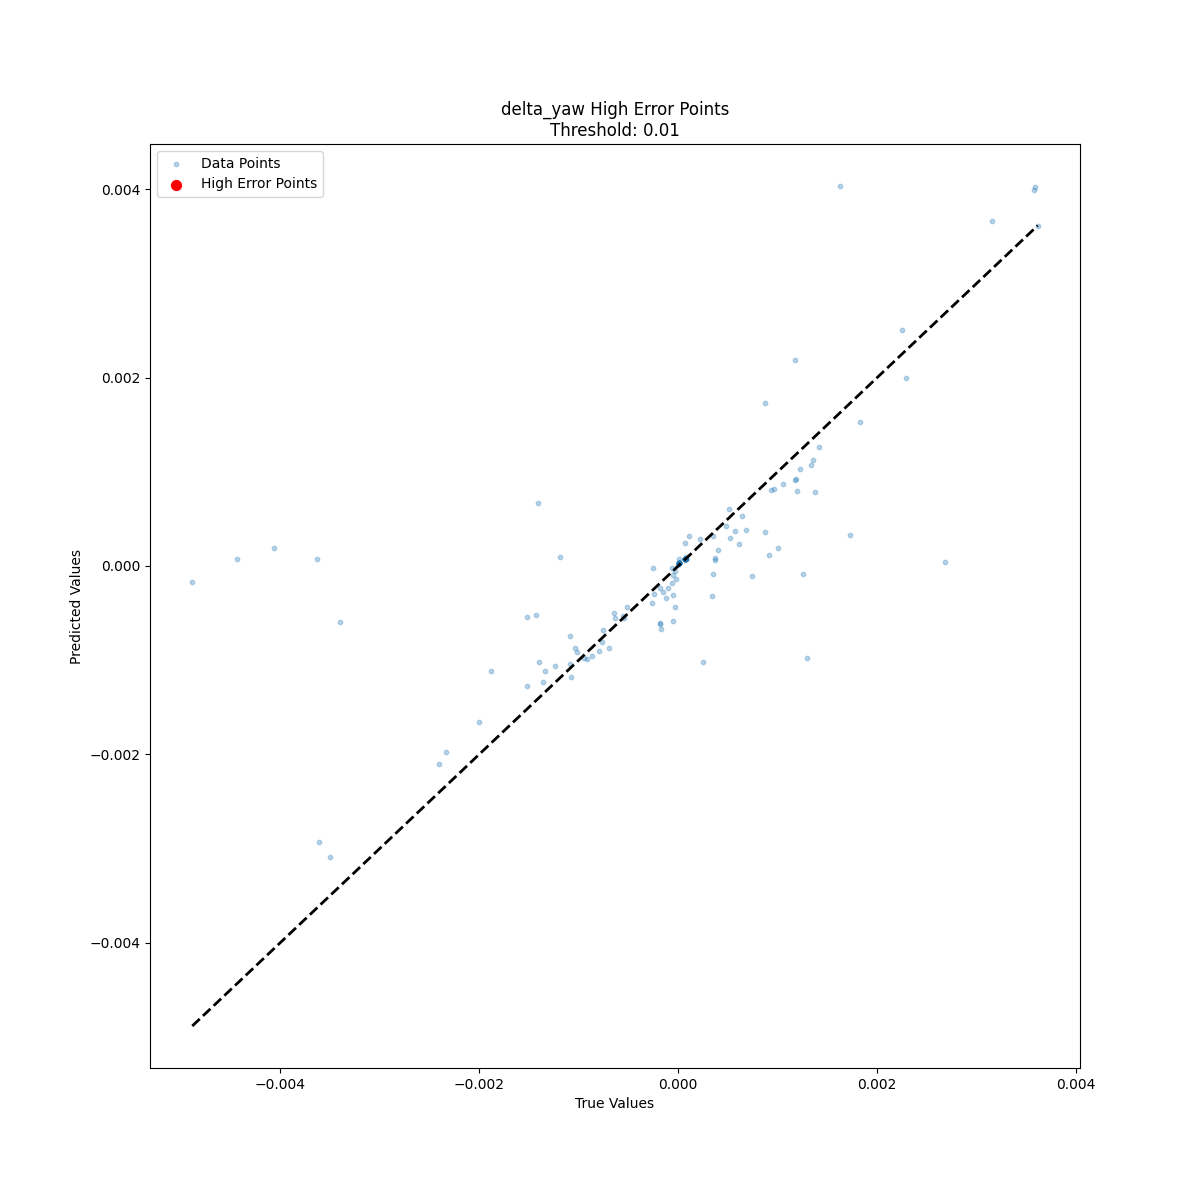 delta_yaw High Error Points
Threshold: 0.01
Data Points
High Error Points
0.004
0.002
0.000
−0.002
−0.004
Predicted Values
−0.004
−0.002
0.000
0.002
0.004
True Values